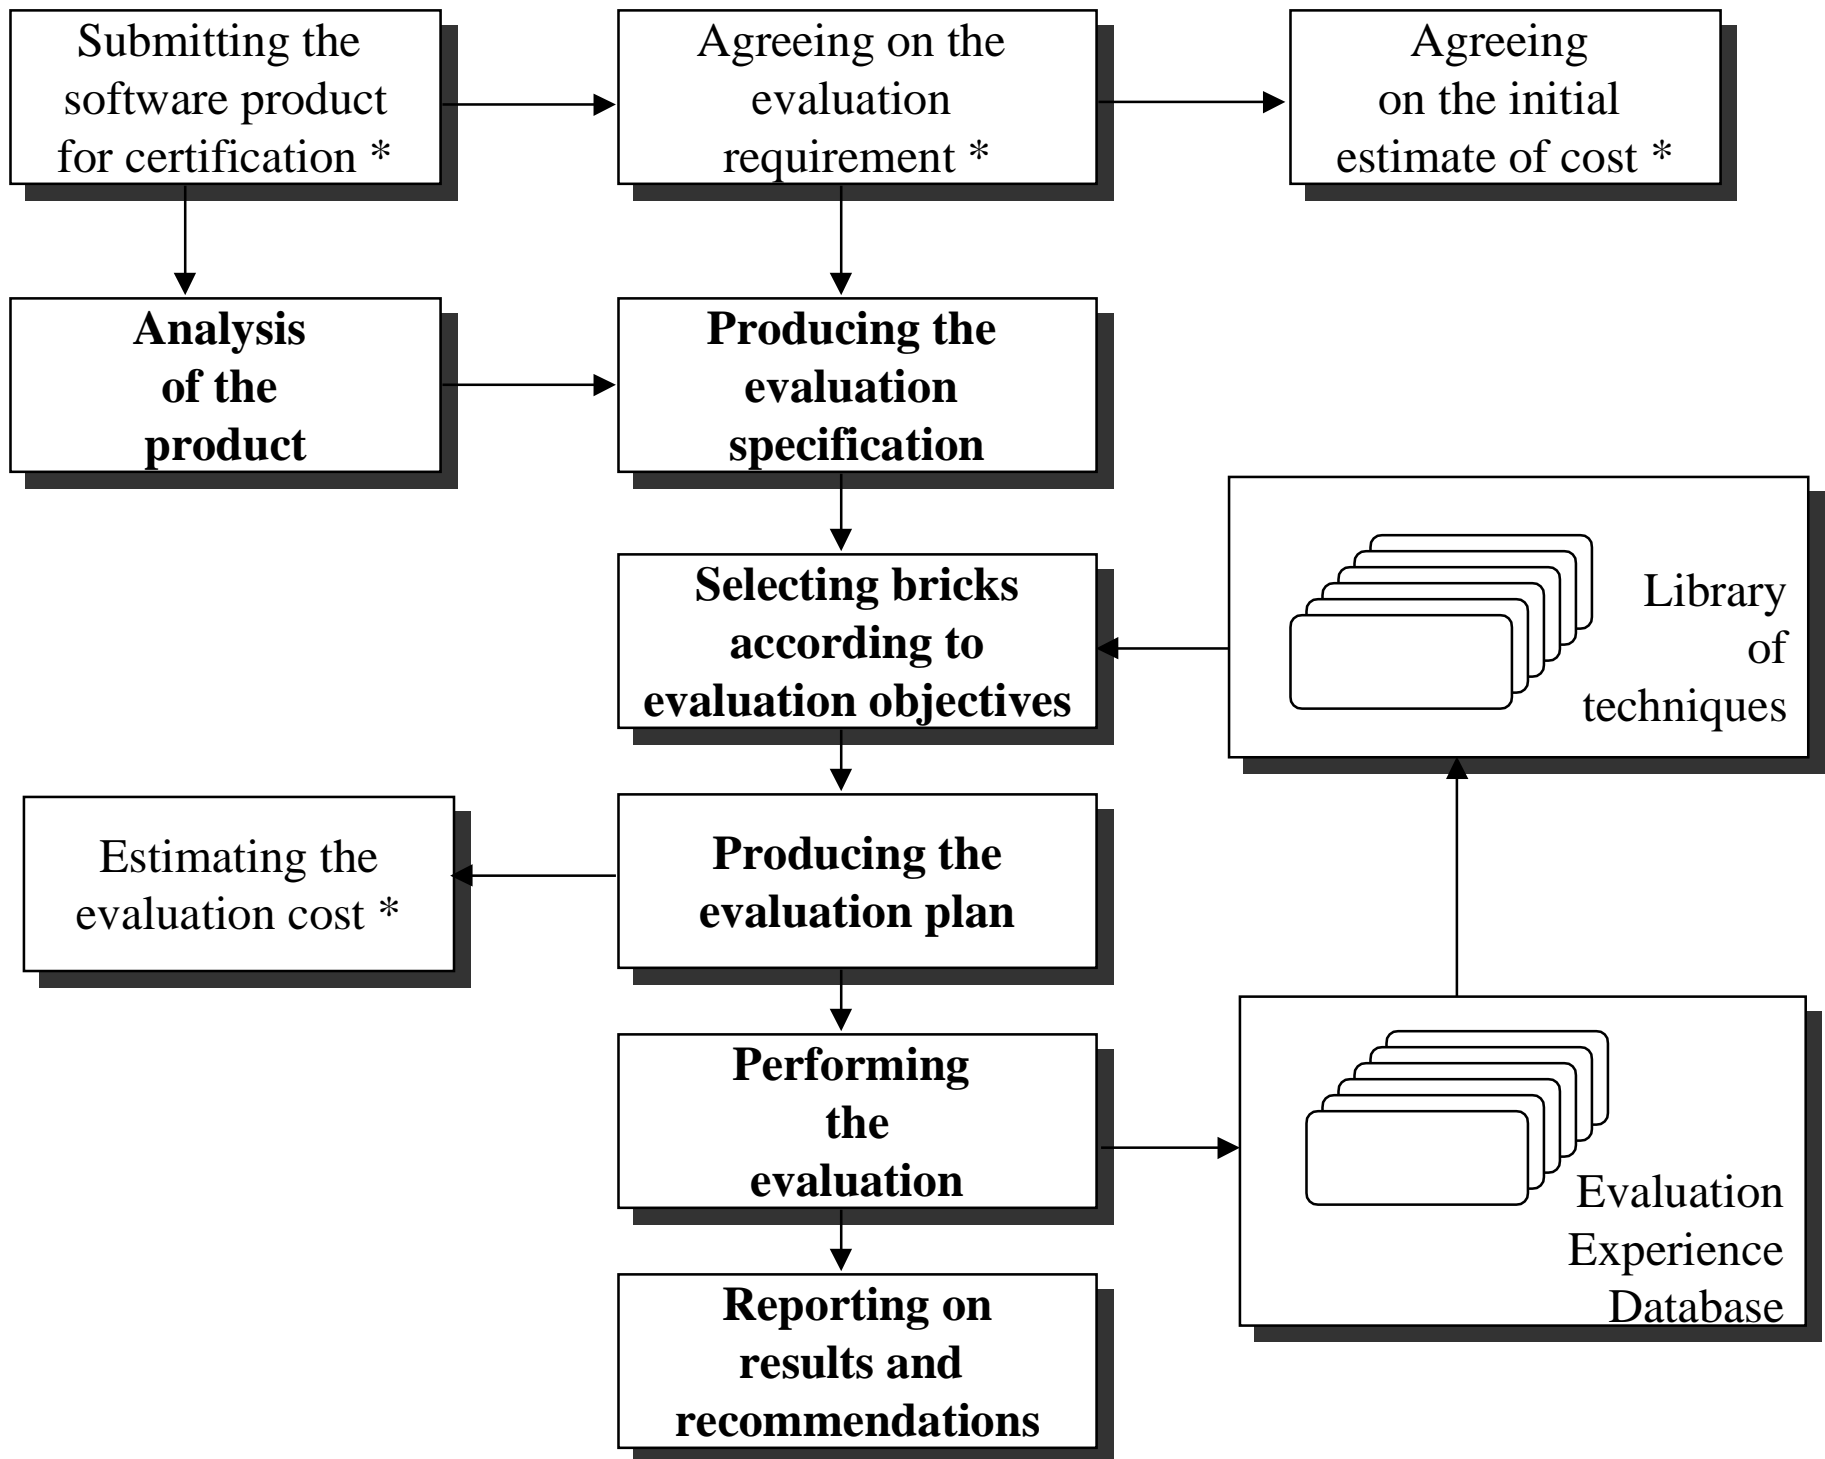 Submitting the
software product
for certification *
Agreeing on the
evaluation
requirement *
Agreeing
on the initial
estimate of cost *
Analysis
of the
product
Producing the
evaluation
specification
Selecting bricks
according to
evaluation objectives
Library
of
techniques
Estimating the
evaluation cost *
Producing the
evaluation plan
Performing
the
evaluation
Evaluation
Experience
Database
Reporting on
results and
recommendations